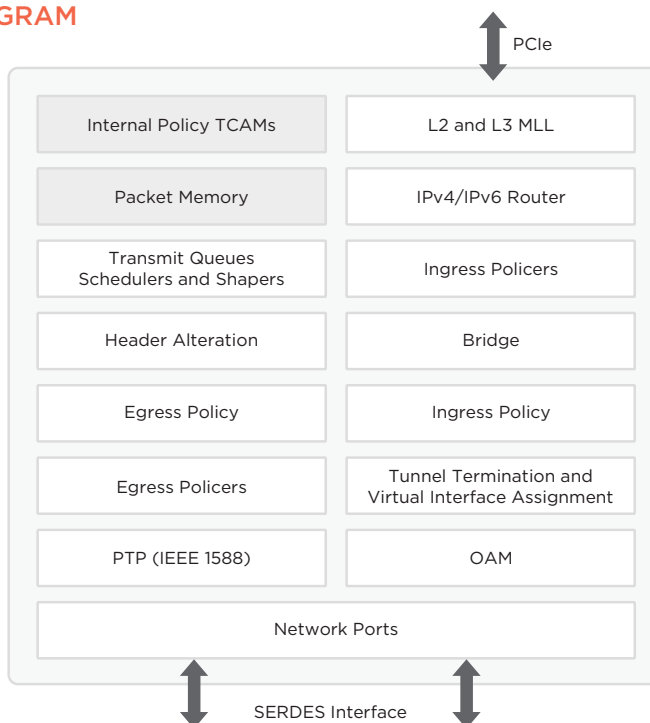 GRAM
PCIe
Internal Policy TCAMs
L2 and L3 MLL
Packet Memory
IPv4/IPv6 Router
Transmit Queues
Schedulers and Shapers
Ingress Policers
Header Alteration
Bridge
Egress Policy
Ingress Policy
Egress Policers
Tunnel Termination and
Virtual Interface Assignment
PTP (IEEE 1588)
OAM
Network Ports
SERDES Interface